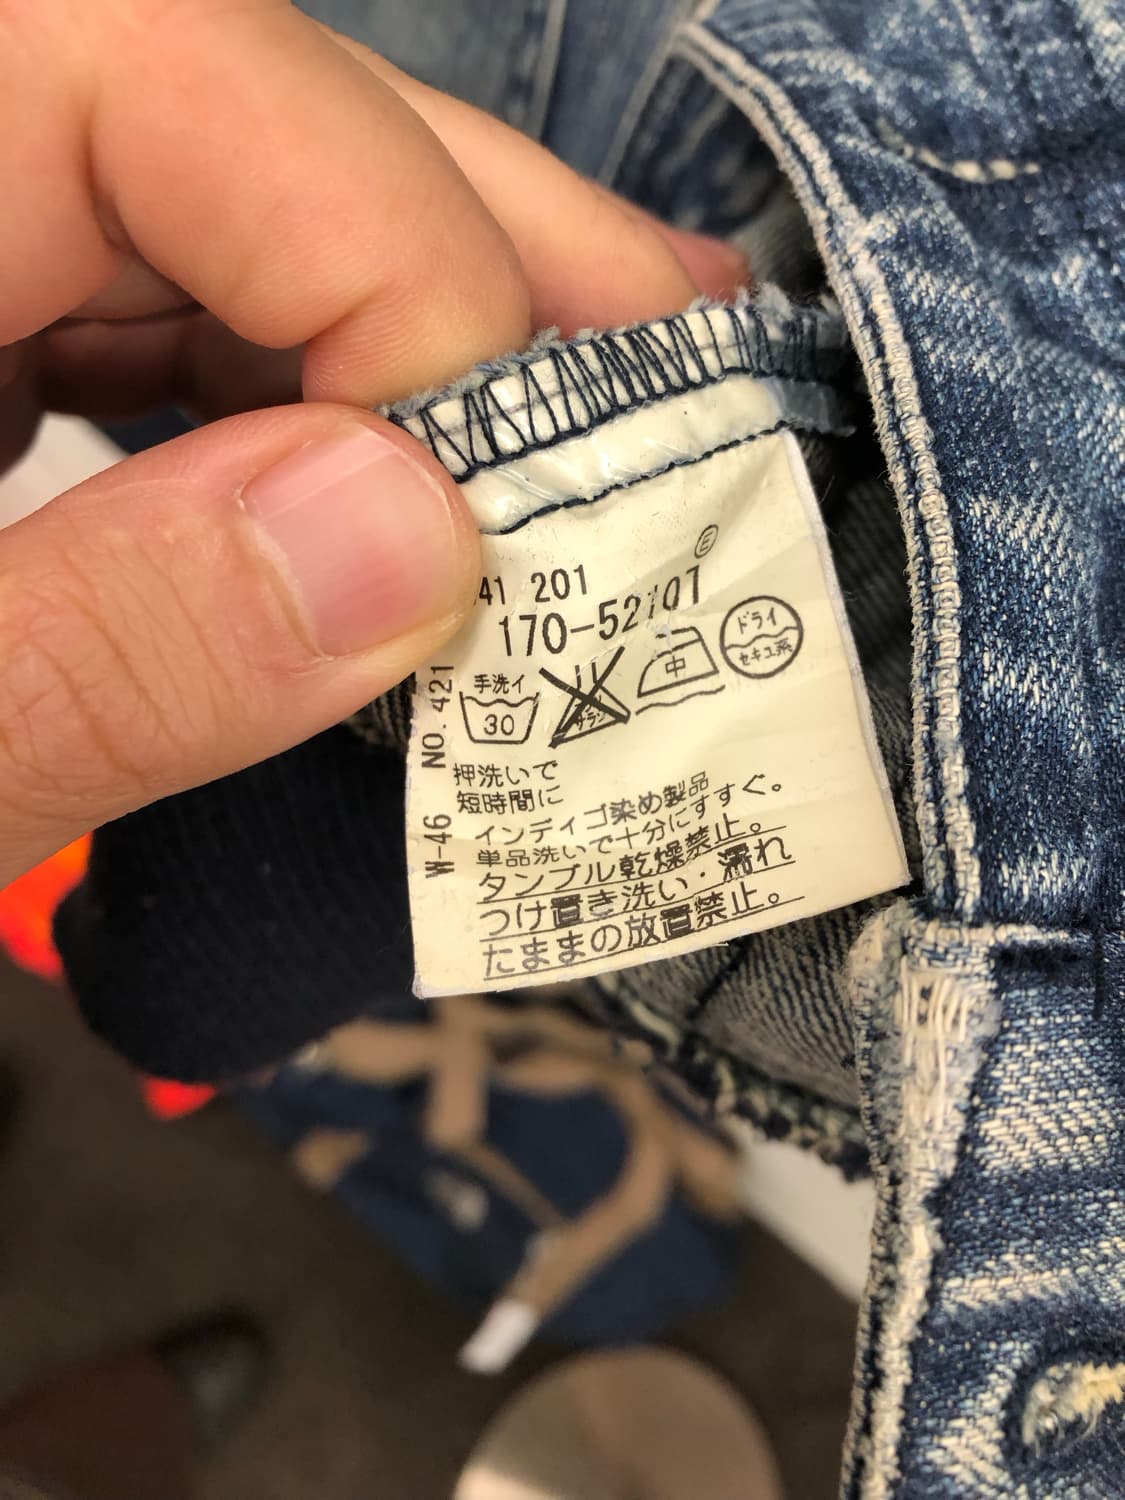 Ⓔ
41 201
170-52107
手洗イ
30
中
ドライ
セキユ系
NO. 421
W-46
押洗いで
短時間に
インディゴ染め製品
単品洗いで十分にすすぐ。
タンブル乾燥禁止。
つけ置き洗い・濡れ
たままの放置禁止。